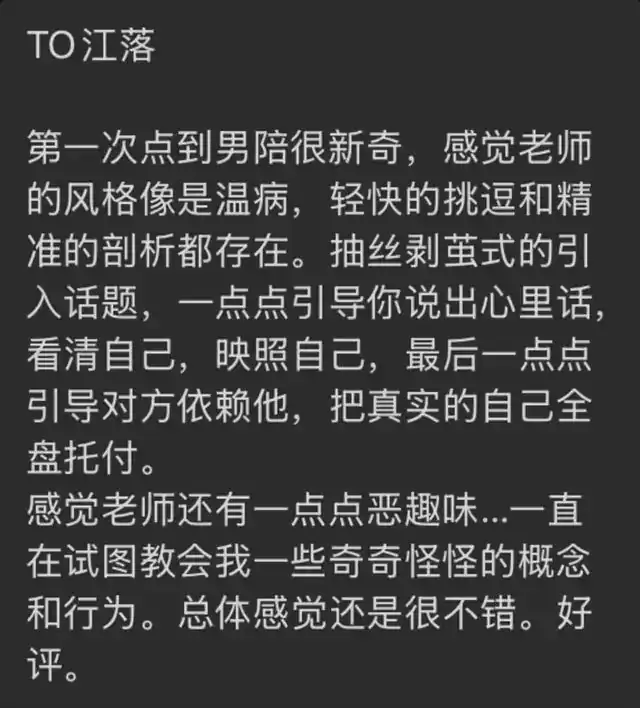 TO江落
第一次点到男陪很新奇，感觉老师
的风格像是温病，轻快的挑逗和精
准的剖析都存在。抽丝剥茧式的引
入话题，一点点引导你说出心里话，
看清自己，映照自己，最后一点点
引导对方依赖他，把真实的自己全
盘托付。
感觉老师还有一点点恶趣味...一直
在试图教会我一些奇奇怪怪的概念
和行为。总体感觉还是很不错。好
评。